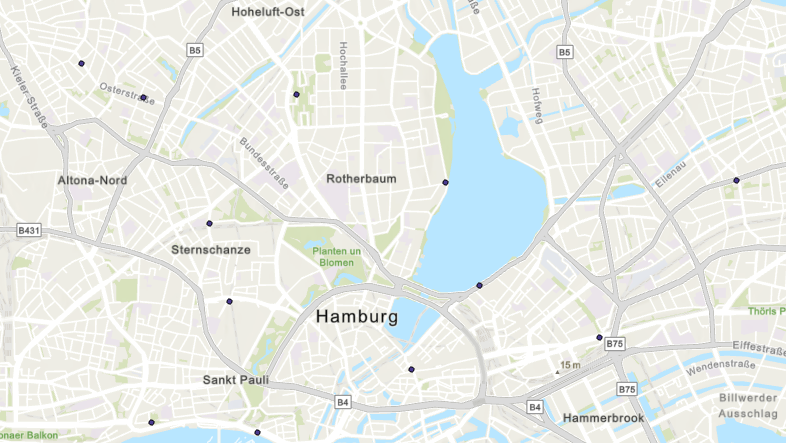 Hoheluft-Ost
B5
B5
Hochallee
Kieler-Straße
Osterstraße
Hofweg
Bundesstraße
Altona-Nord
Rotherbaum
Eilenau
B431
Sternschanze
Planten un
Blomen
Hamburg
Thörls P
B75
Eiffestraße
Wendenstraße
15 m
Sankt Pauli
B75
B4
B4
Hammerbrook
Billwerder
Ausschlag
onaer Balkon